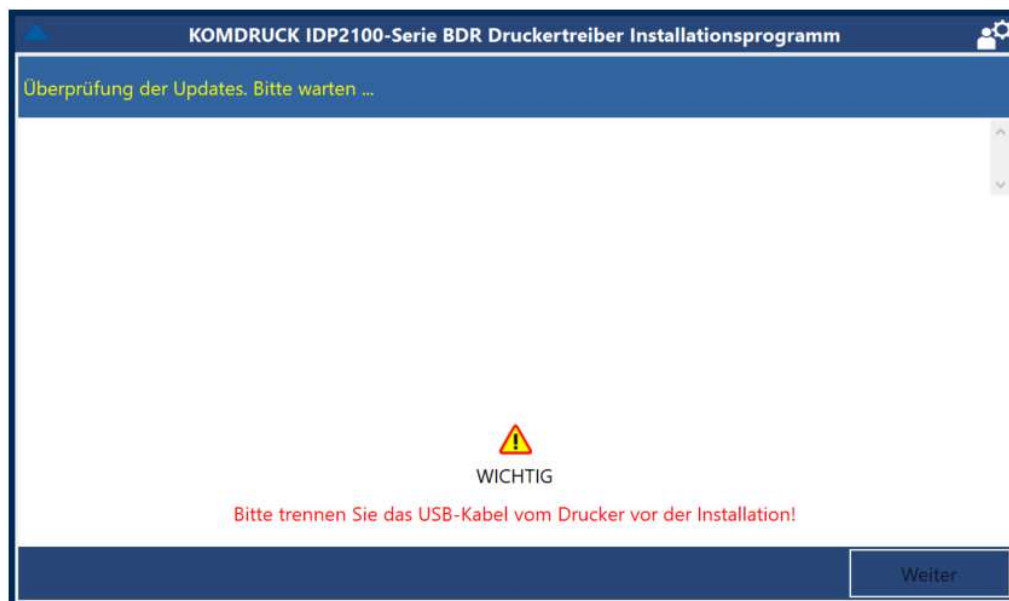 KOMDRUCK IDP2100-Serie BDR Druckertreiber Installationsprogramm
Überprüfung der Updates. Bitte warten ...
WICHTIG
Bitte trennen Sie das USB-Kabel vom Drucker vor der Installation!
Weiter